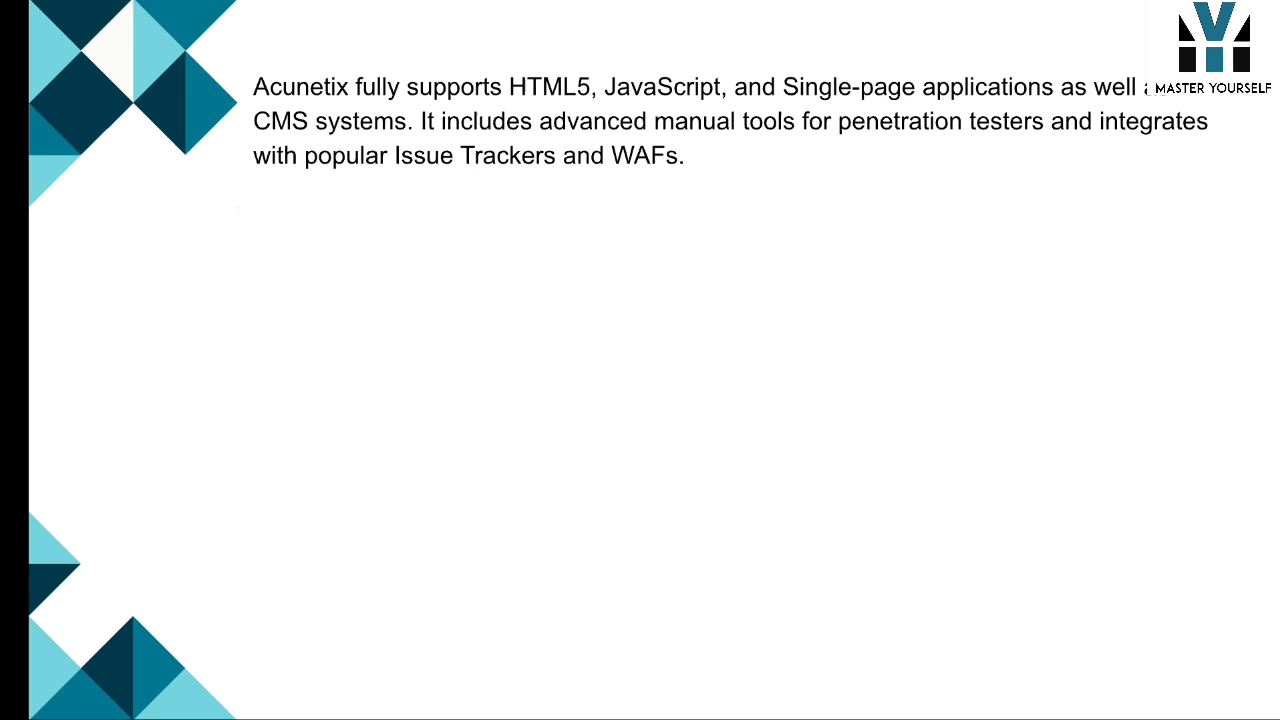 Acunetix fully supports HTML5, JavaScript, and Single-page applications as well
CMS systems. It includes advanced manual tools for penetration testers and integrates
with popular Issue Trackers and WAFs.
MASTER YOURSELF